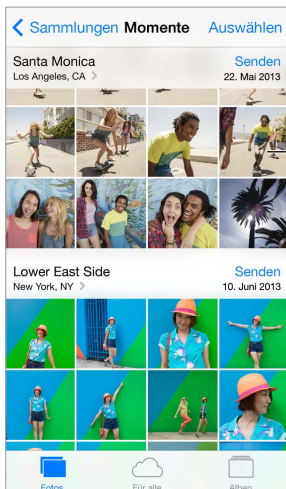 Sammlungen Momente Auswählen
Santa Monica Senden
Los Angeles, CA 22. Mai 2013
Lower East Side Senden
New York, NY 10. Juni 2013
Fotos Für alle Alben